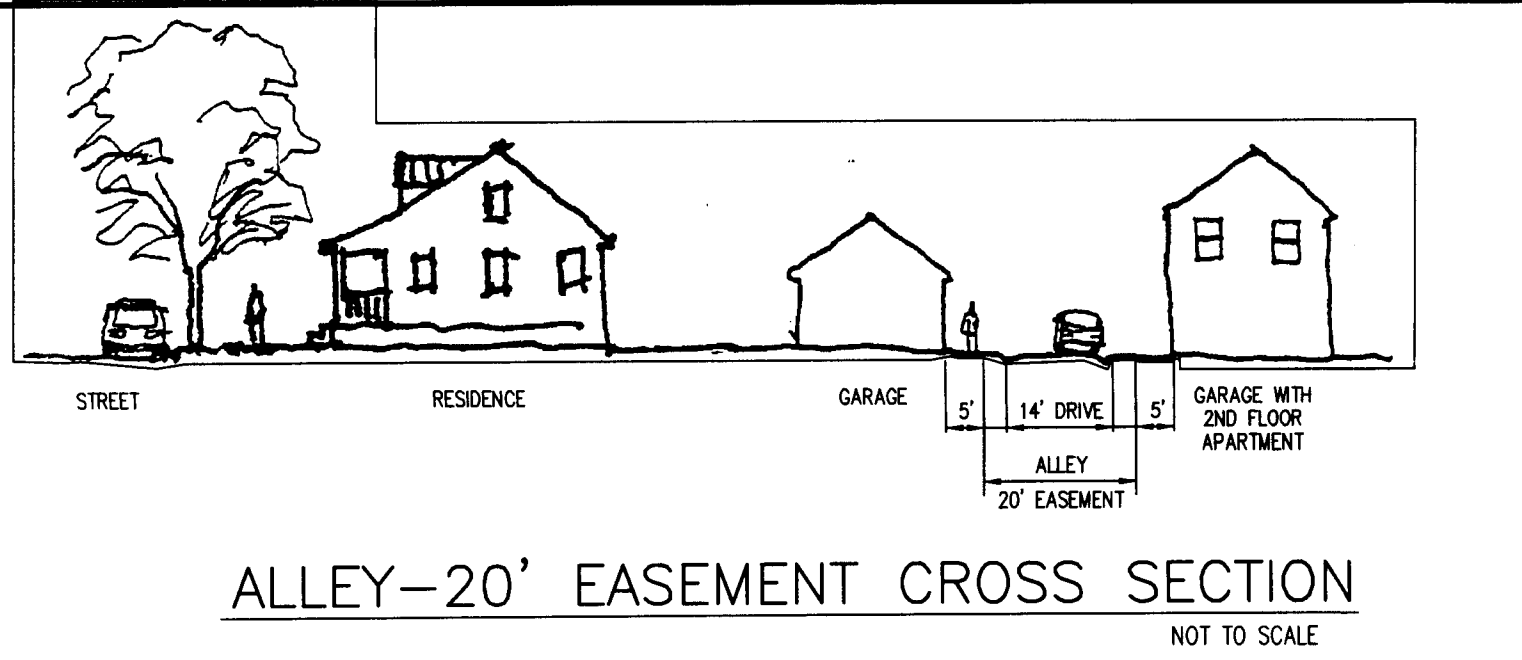 STREET
RESIDENCE
GARAGE
5'
14' DRIVE
5'
GARAGE WITH
2ND FLOOR
APARTMENT
ALLEY
20' EASEMENT
ALLEY-20' EASEMENT CROSS SECTION
NOT TO SCALE